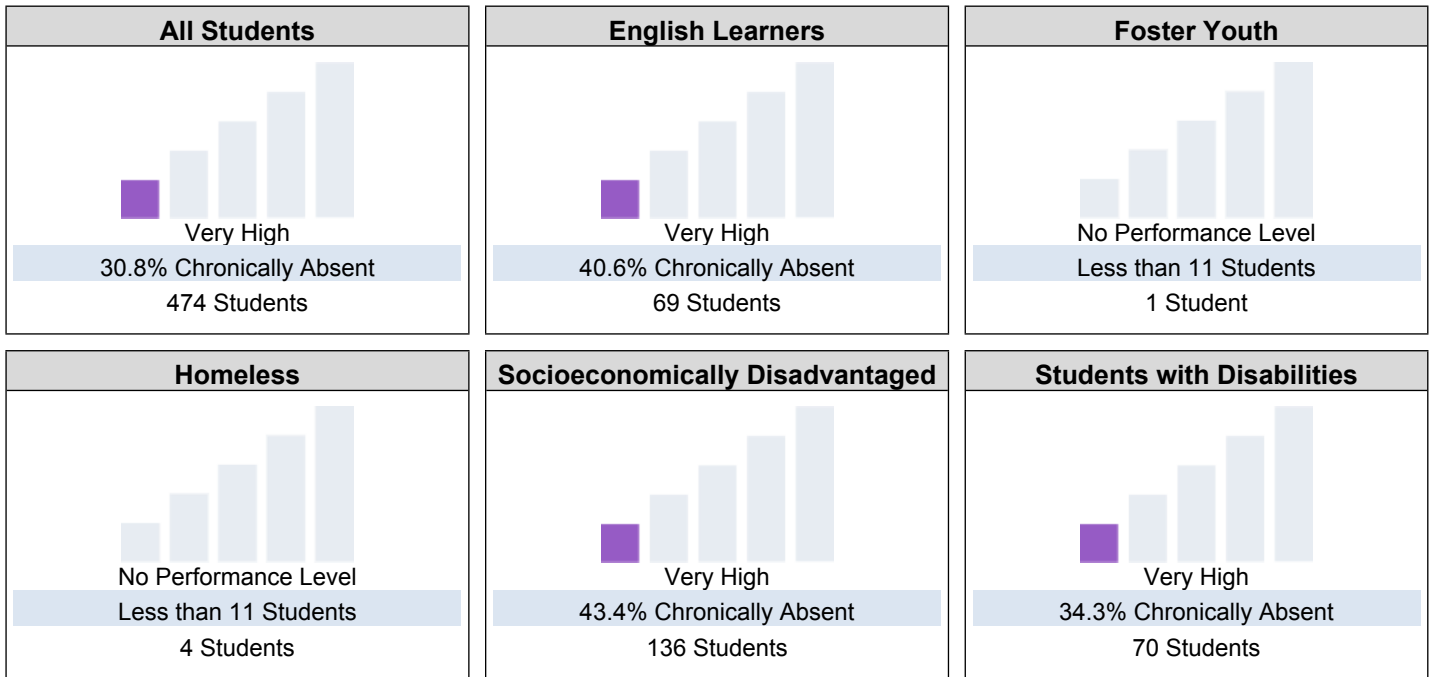 All Students
Very High
30.8% Chronically Absent
474 Students
English Learners
Very High
40.6% Chronically Absent
69 Students
Foster Youth
No Performance Level
Less than 11 Students
1 Student
Homeless
No Performance Level
Less than 11 Students
4 Students
Socioeconomically Disadvantaged
Very High
43.4% Chronically Absent
136 Students
Students with Disabilities
Very High
34.3% Chronically Absent
70 Students